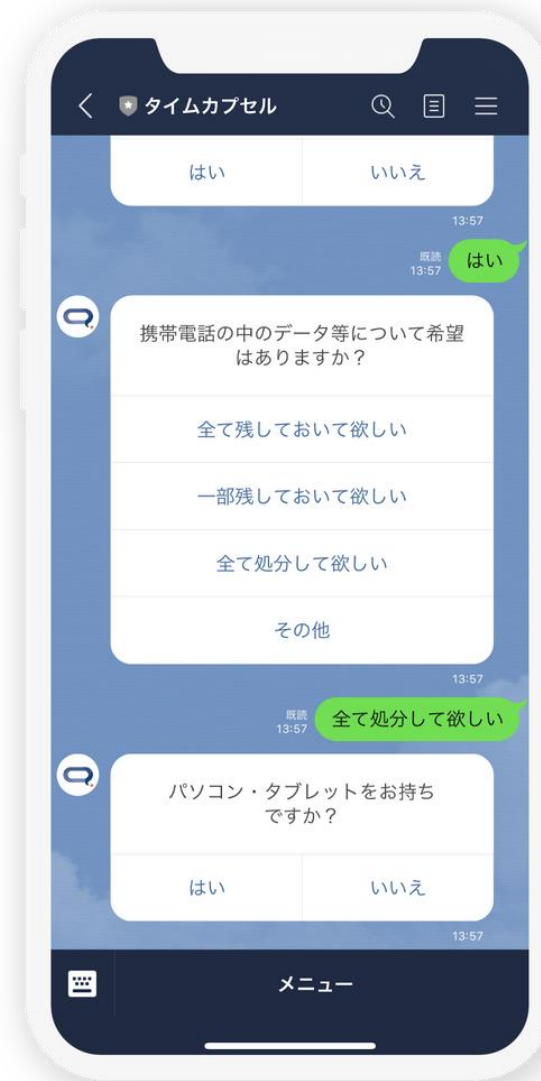 タイムカプセル
はい いいえ
13:57
既読
13:57
はい
携帯電話の中のデータ等について希望
はありますか？
全て残しておいて欲しい
一部残しておいて欲しい
全て処分して欲しい
その他
13:57
既読
13:57
全て処分して欲しい
パソコン・タブレットをお持ち
ですか？
はい いいえ
13:57
メニュー